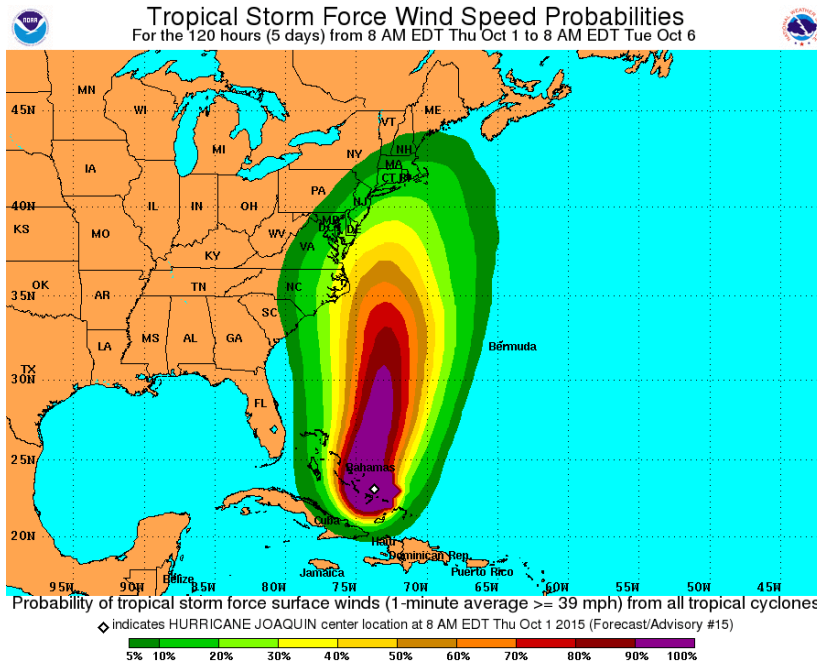 Tropical Storm Force Wind Speed Probabilities
For the 120 hours (5 days) from 8 AM EDT Thu Oct 1 to 8 AM EDT Tue Oct 6
NOAA
MN
45N
WI
VT
ME
MI
NH
NY
MA
IA
CT RI
PA
NJ
40N
IL
IN
OH
MD
KS
DE
MO
WV
VA
KY
OK
TN
NC
35N
AR
SC
MS
AL
GA
LA
Bermuda
TX
30N
FL
25N
Bahamas
Cuba
20N
Haiti
Dominican Rep.
Jamaica
Puerto Rico
Belize
95W 90W 85W 80W 75W 70W 65W 60W 55W 50W 45W
Probability of tropical storm force surface winds (1-minute average >= 39 mph) from all tropical cyclones
indicates HURRICANE JOAQUIN center location at 8 AM EDT Thu Oct 1 2015 (Forecast/Advisory #15)
5% 10% 20% 30% 40% 50% 60% 70% 80% 90% 100%